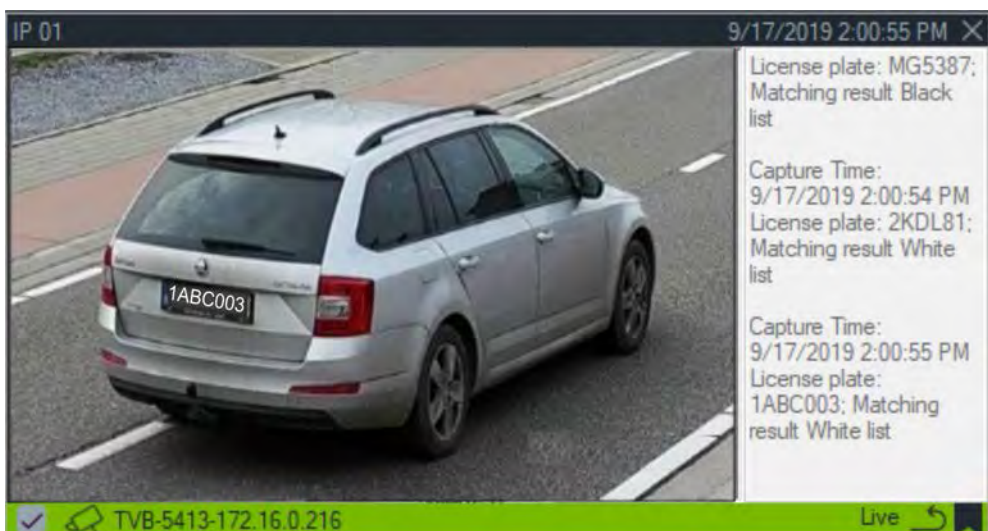 IP 01
9/17/2019 2:00:55 PM
License plate: MG5387;
Matching result Black
list
Capture Time:
9/17/2019 2:00:54 PM
License plate: 2KDL81;
Matching result White
list
Capture Time:
9/17/2019 2:00:55 PM
License plate:
1ABC003; Matching
result White list
1ABC003
TVB-5413-172.16.0.216
Live